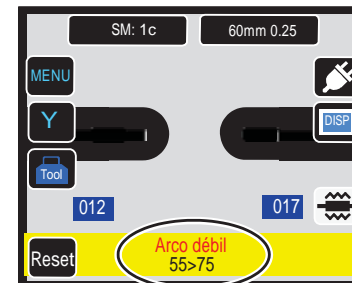 SM: 1c
60mm 0.25
MENU
Y
DISP
Tool
012
017
Reset
Arco débil
55>75